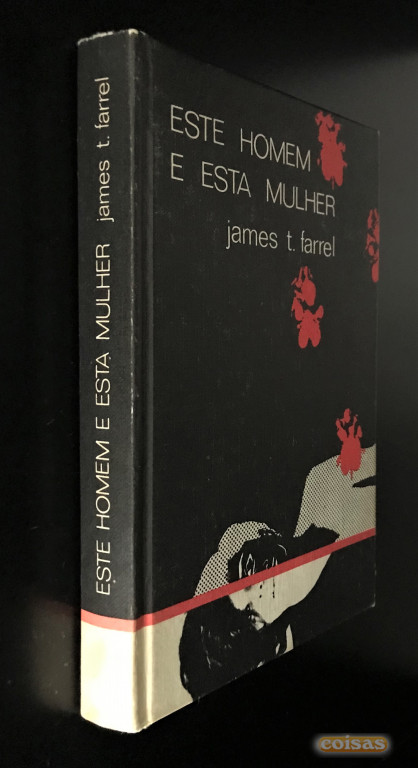 ESTE HOMEM E ESTA MULHER james t. farrel
ESTE HOMEM
E ESTA MULHER
james t. farrel
coisas